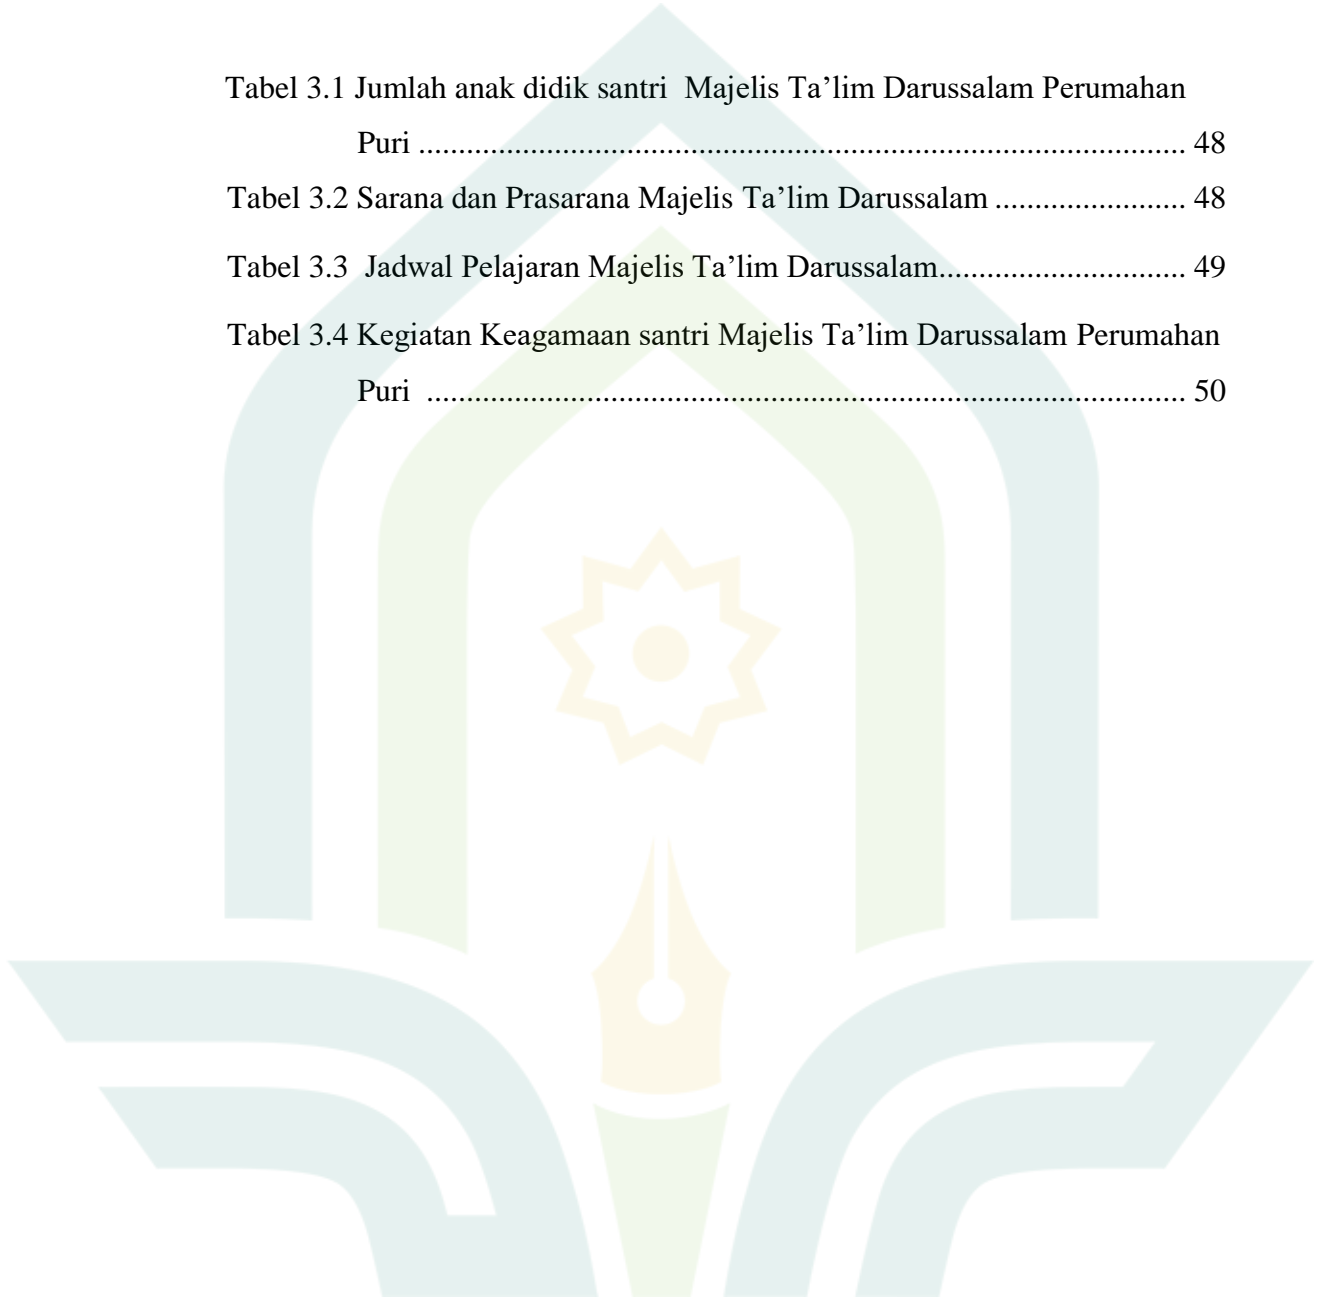 Tabel 3.1 Jumlah anak didik santri  Majelis Ta’lim Darussalam Perumahan
Puri ................................................................................................ 48
Tabel 3.2 Sarana dan Prasarana Majelis Ta’lim Darussalam ........................ 48
Tabel 3.3  Jadwal Pelajaran Majelis Ta’lim Darussalam............................... 49
Tabel 3.4 Kegiatan Keagamaan santri Majelis Ta’lim Darussalam Perumahan
Puri  ............................................................................................... 50